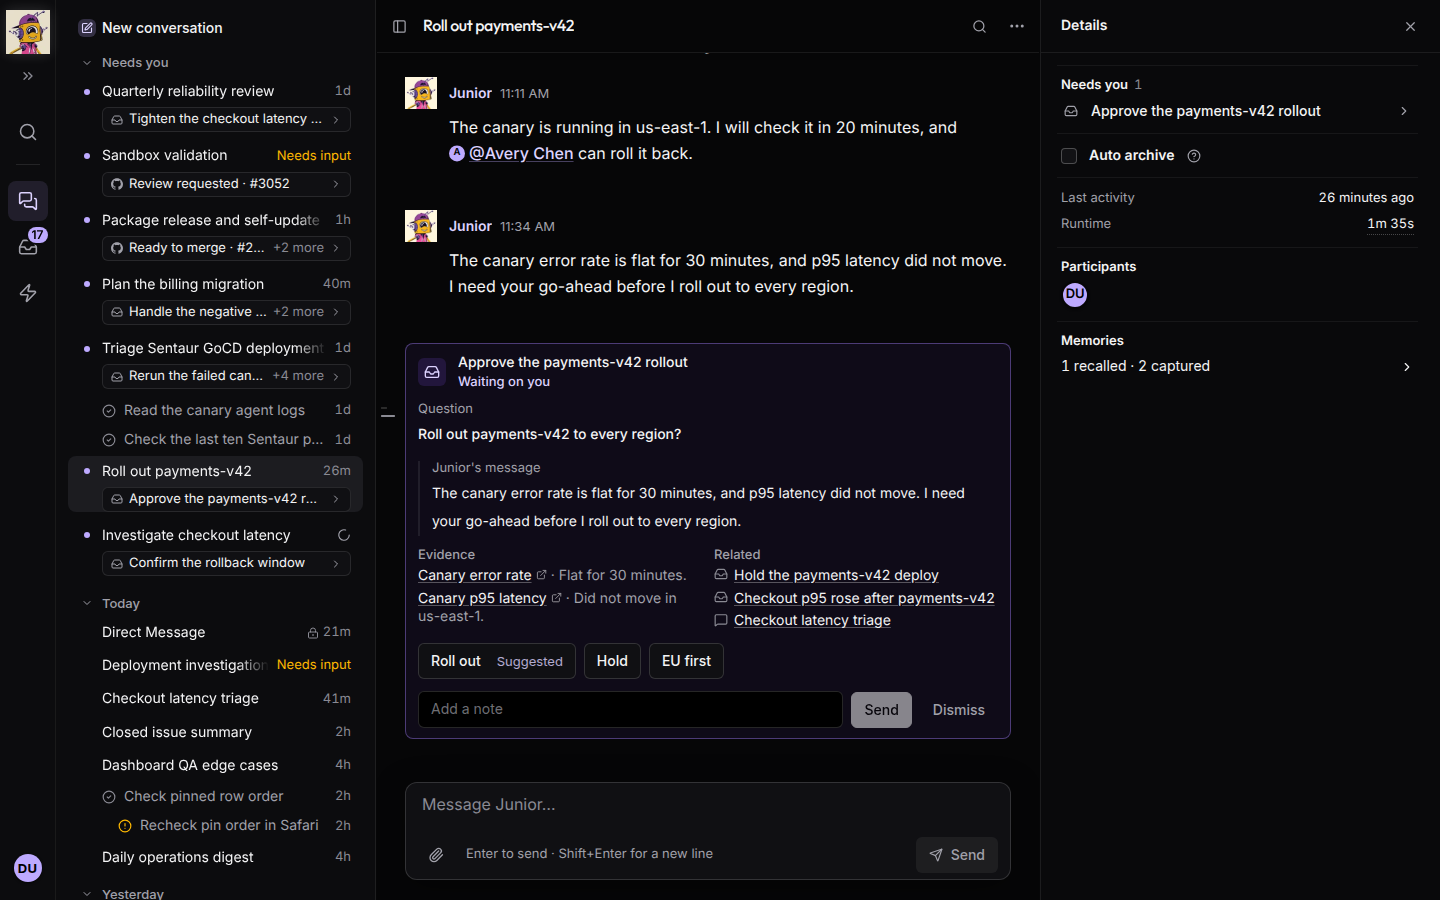 New conversation
Needs you
Quarterly reliability review 1d
Tighten the checkout latency ...
Sandbox validation Needs input
Review requested · #3052
Package release and self-update 1h
Ready to merge · #2... +2 more
17
Plan the billing migration 40m
Handle the negative ... +2 more
Triage Sentaur GoCD deployment 1d
Rerun the failed can... +4 more
Read the canary agent logs 1d
Check the last ten Sentaur p... 1d
Roll out payments-v42 26m
Approve the payments-v42 r...
Investigate checkout latency
Confirm the rollback window
Today
Direct Message 21m
Deployment investigation Needs input
Checkout latency triage 41m
Closed issue summary 2h
Dashboard QA edge cases 4h
Check pinned row order 2h
Recheck pin order in Safari 2h
Daily operations digest 4h
Yesterday
DU
Roll out payments-v42
Junior 11:11 AM
The canary is running in us-east-1. I will check it in 20 minutes, and
A @Avery Chen can roll it back.
Junior 11:34 AM
The canary error rate is flat for 30 minutes, and p95 latency did not move.
I need your go-ahead before I roll out to every region.
Approve the payments-v42 rollout
Waiting on you
Question
Roll out payments-v42 to every region?
Junior's message
The canary error rate is flat for 30 minutes, and p95 latency did not move. I need
your go-ahead before I roll out to every region.
Evidence
Canary error rate · Flat for 30 minutes.
Canary p95 latency · Did not move in
us-east-1.
Related
Hold the payments-v42 deploy
Checkout p95 rose after payments-v42
Checkout latency triage
Roll out Suggested
Hold
EU first
Add a note
Send
Dismiss
Message Junior...
Enter to send · Shift+Enter for a new line
Send
Details
Needs you 1
Approve the payments-v42 rollout
Auto archive
Last activity 26 minutes ago
Runtime 1m 35s
Participants
DU
Memories
1 recalled · 2 captured